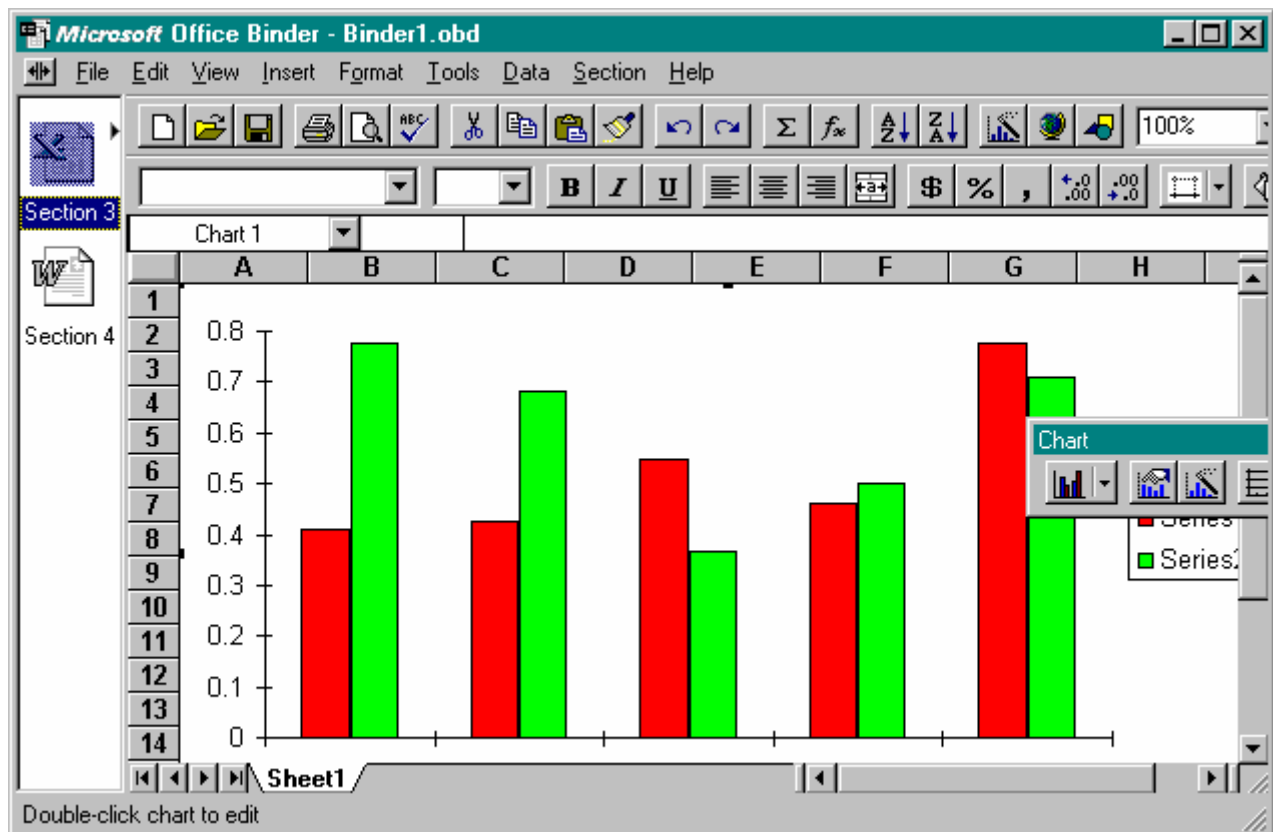 Microsoft Office Binder - Binder1.obd
File Edit View Insert Format Tools Data Section Help
100%
Section 3
Section 4
Chart 1
A B C D E F G H
1
2
3
4
5
6
7
8
9
10
11
12
13
14
0.8
0.7
0.6
0.5
0.4
0.3
0.2
0.1
0
Chart
Series
Series2
Sheet1
Double-click chart to edit